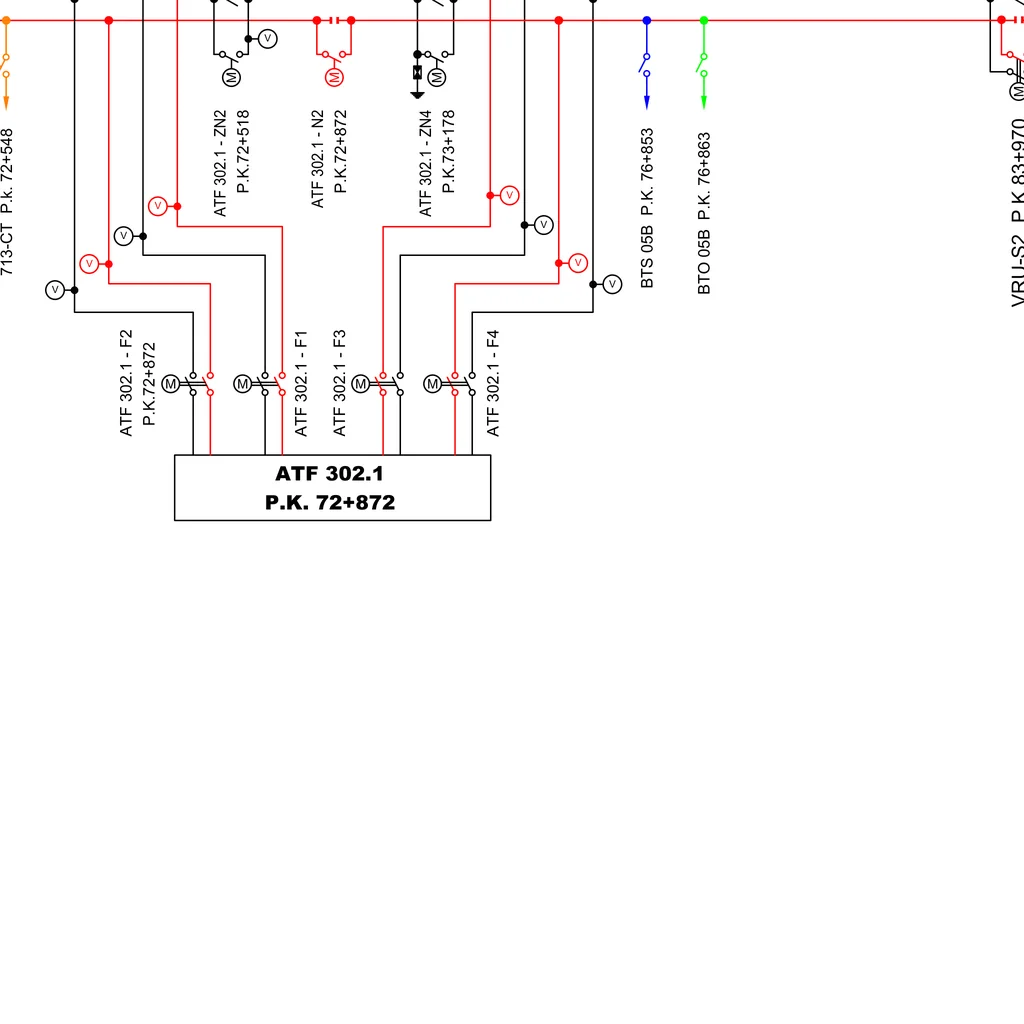 713-CT P.k. 72+548
V
M
ATF 302.1 - ZN2
P.K.72+518
M
ATF 302.1 - N2
P.K.72+872
M
ATF 302.1 - ZN4
P.K.73+178
BTS 05B P.K. 76+853
BTO 05B P.K. 76+863
M
VRU-S2 P.K 83+970
V
V
V
V
V
V
V
V
ATF 302.1 - F2
P.K.72+872
M
M
ATF 302.1 - F1
ATF 302.1 - F3
M
M
ATF 302.1 - F4
ATF 302.1
P.K. 72+872